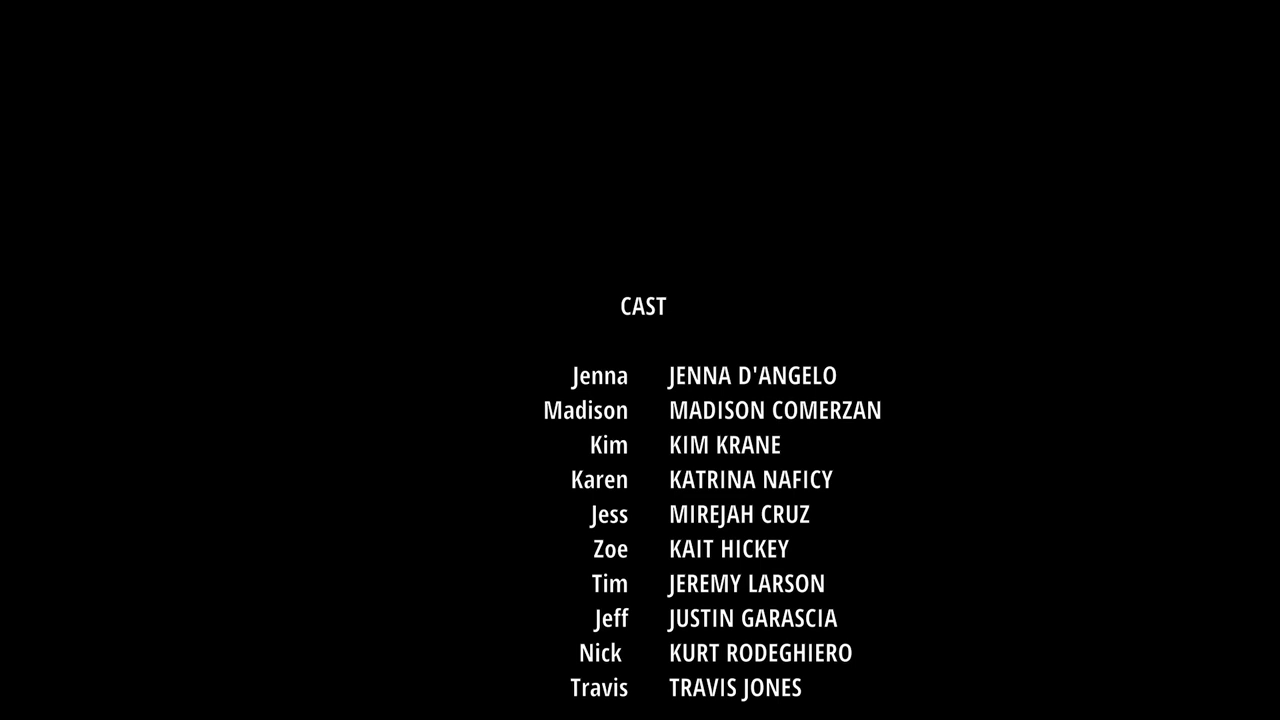 CAST
Jenna JENNA D'ANGELO
Madison MADISON COMERZAN
Kim KIM KRANE
Karen KATRINA NAFICY
Jess MIREJAH CRUZ
Zoe KAIT HICKEY
Tim JEREMY LARSON
Jeff JUSTIN GARASCIA
Nick KURT RODEGHIERO
Travis TRAVIS JONES